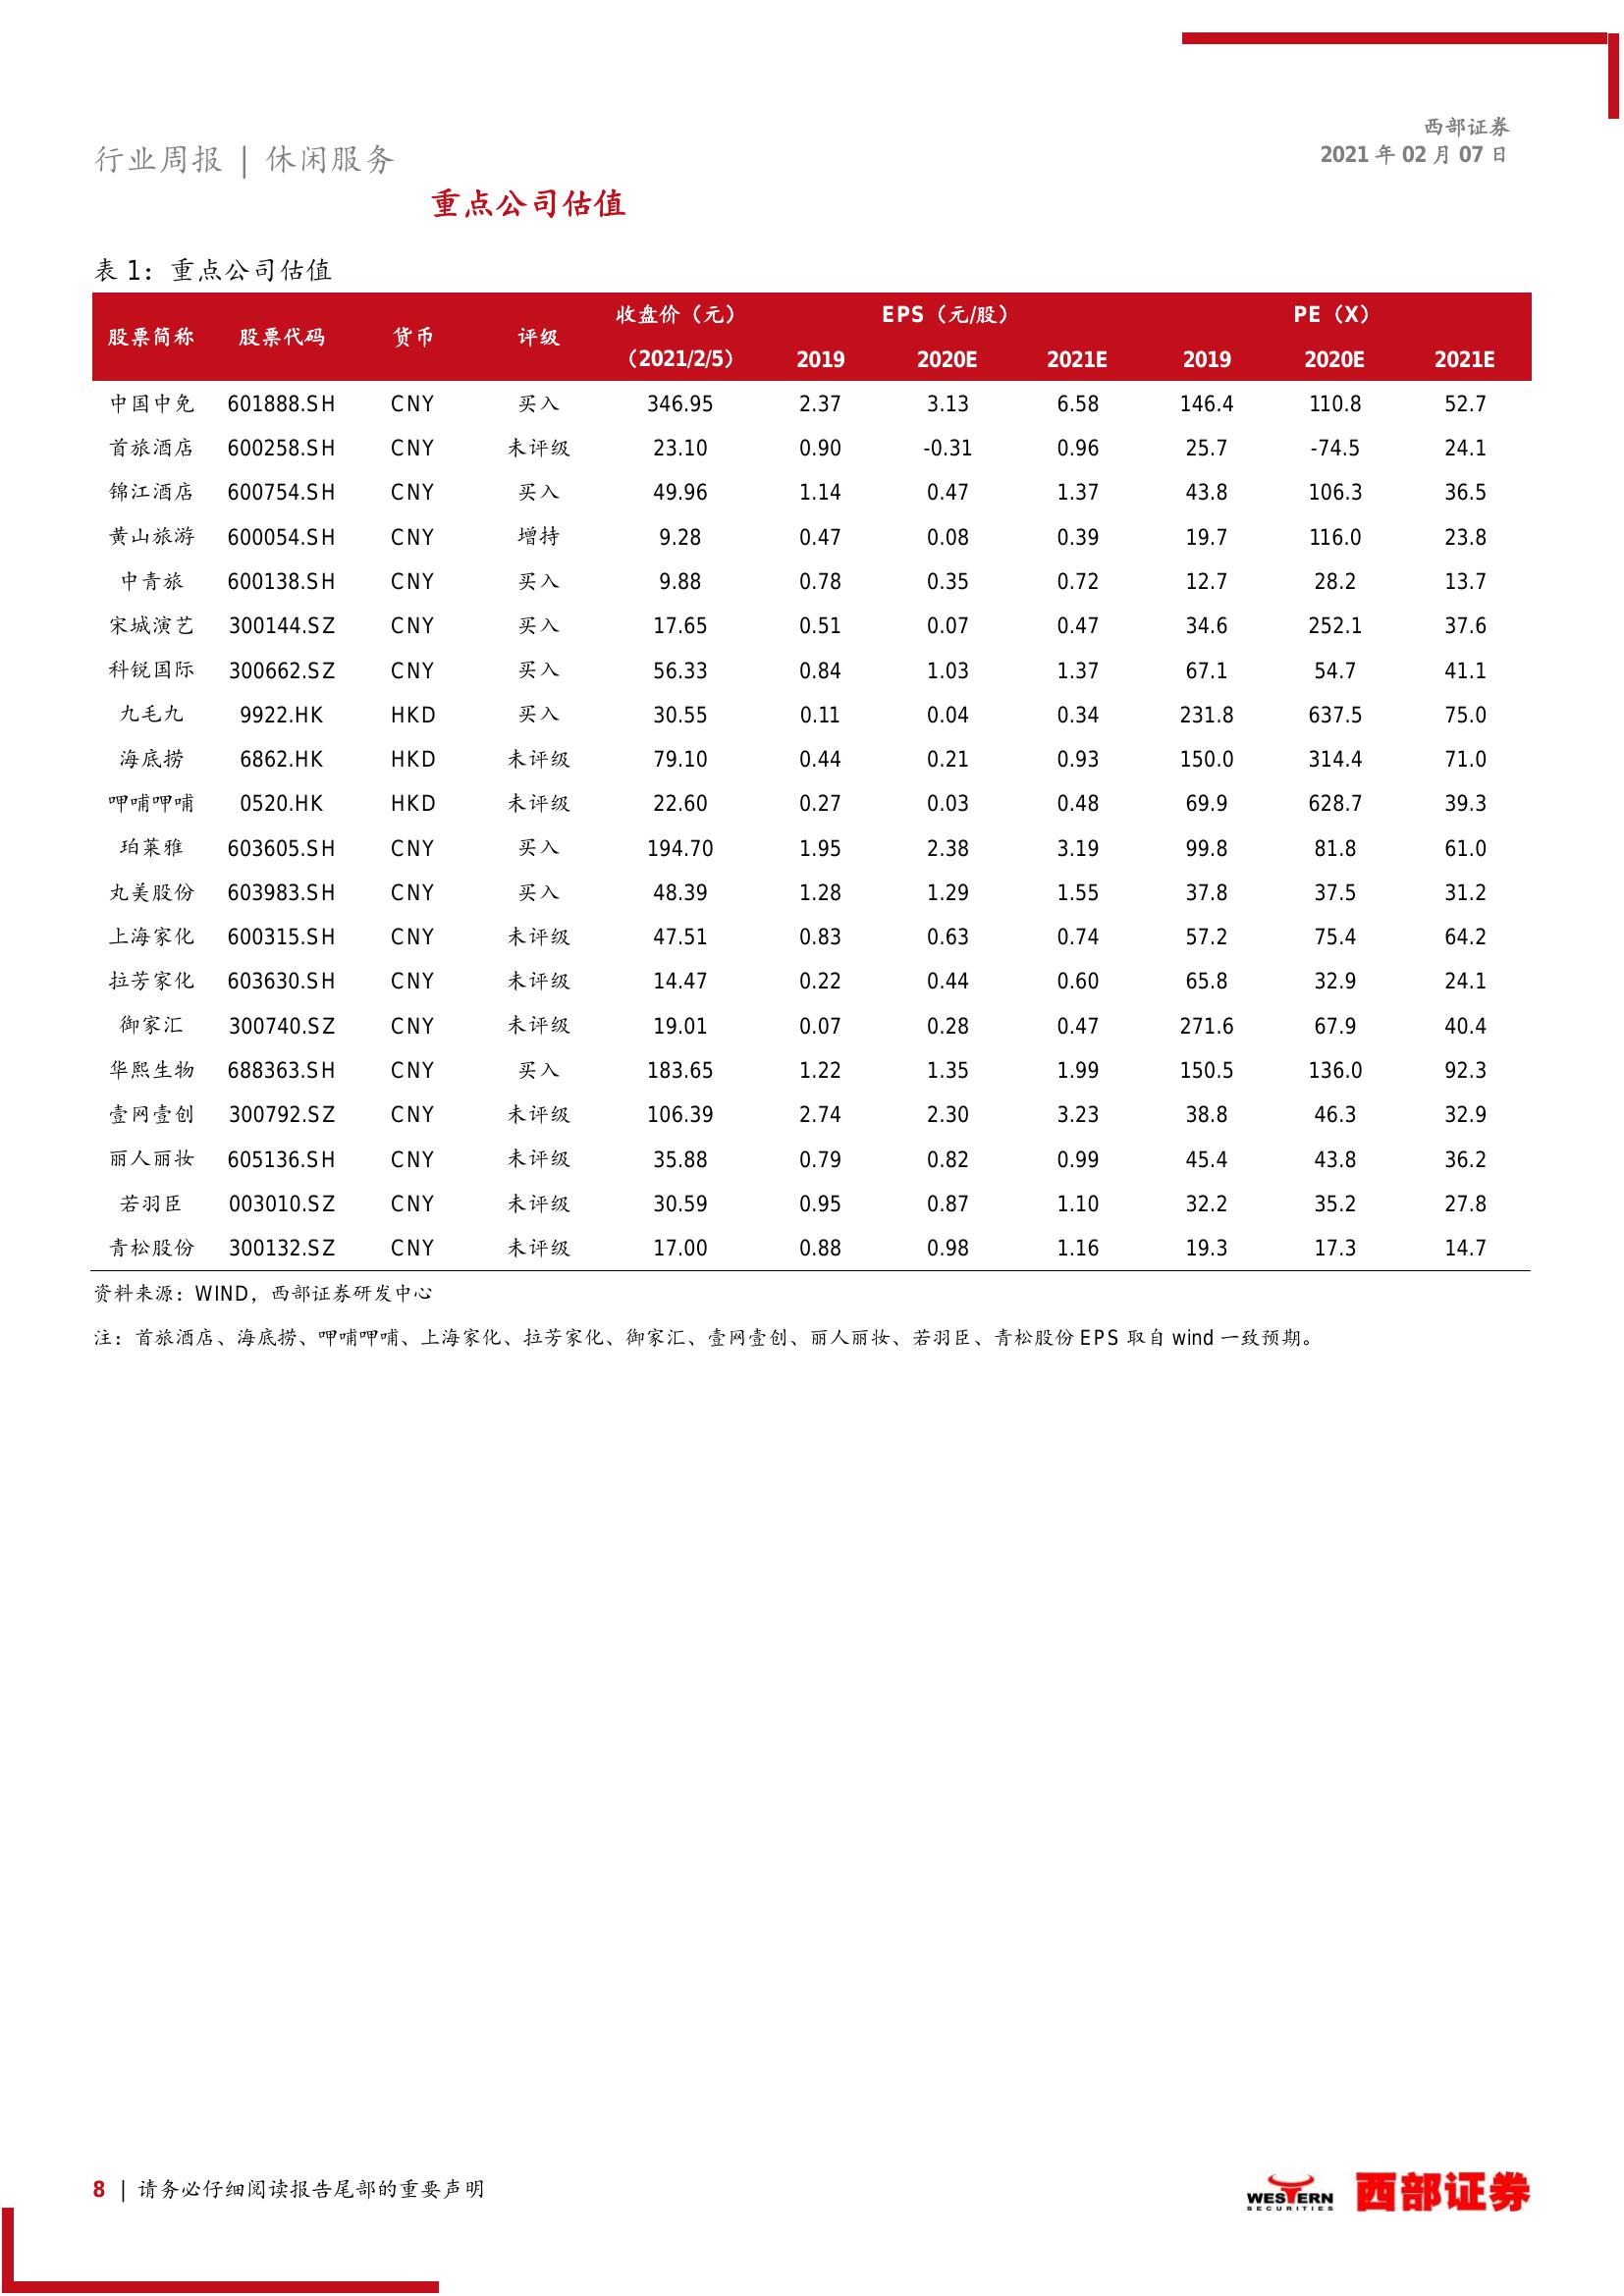 西部证券
2021 年 02 月 07 日
行业周报 | 休闲服务
重点公司估值
表 1：重点公司估值
股票简称 股票代码 货币 评级 收盘价（元） EPS（元/股） PE（X）
（2021/2/5） 2019 2020E 2021E 2019 2020E 2021E
中国中免 601888.SH CNY 买入 346.95 2.37 3.13 6.58 146.4 110.8 52.7
首旅酒店 600258.SH CNY 未评级 23.10 0.90 -0.31 0.96 25.7 -74.5 24.1
锦江酒店 600754.SH CNY 买入 49.96 1.14 0.47 1.37 43.8 106.3 36.5
黄山旅游 600054.SH CNY 增持 9.28 0.47 0.08 0.39 19.7 116.0 23.8
中青旅 600138.SH CNY 买入 9.88 0.78 0.35 0.72 12.7 28.2 13.7
宋城演艺 300144.SZ CNY 买入 17.65 0.51 0.07 0.47 34.6 252.1 37.6
科锐国际 300662.SZ CNY 买入 56.33 0.84 1.03 1.37 67.1 54.7 41.1
九毛九 9922.HK HKD 买入 30.55 0.11 0.04 0.34 231.8 637.5 75.0
海底捞 6862.HK HKD 未评级 79.10 0.44 0.21 0.93 150.0 314.4 71.0
呷哺呷哺 0520.HK HKD 未评级 22.60 0.27 0.03 0.48 69.9 628.7 39.3
珀莱雅 603605.SH CNY 买入 194.70 1.95 2.38 3.19 99.8 81.8 61.0
丸美股份 603983.SH CNY 买入 48.39 1.28 1.29 1.55 37.8 37.5 31.2
上海家化 600315.SH CNY 未评级 47.51 0.83 0.63 0.74 57.2 75.4 64.2
拉芳家化 603630.SH CNY 未评级 14.47 0.22 0.44 0.60 65.8 32.9 24.1
御家汇 300740.SZ CNY 未评级 19.01 0.07 0.28 0.47 271.6 67.9 40.4
华熙生物 688363.SH CNY 买入 183.65 1.22 1.35 1.99 150.5 136.0 92.3
壹网壹创 300792.SZ CNY 未评级 106.39 2.74 2.30 3.23 38.8 46.3 32.9
丽人丽妆 605136.SH CNY 未评级 35.88 0.79 0.82 0.99 45.4 43.8 36.2
若羽臣 003010.SZ CNY 未评级 30.59 0.95 0.87 1.10 32.2 35.2 27.8
青松股份 300132.SZ CNY 未评级 17.00 0.88 0.98 1.16 19.3 17.3 14.7
资料来源：WIND，西部证券研发中心
注：首旅酒店、海底捞、呷哺呷哺、上海家化、拉芳家化、御家汇、壹网壹创、丽人丽妆、若羽臣、青松股份 EPS 取自 wind 一致预期。
8 | 请务必仔细阅读报告尾部的重要声明
WESTERN
SECURITIES
西部证券